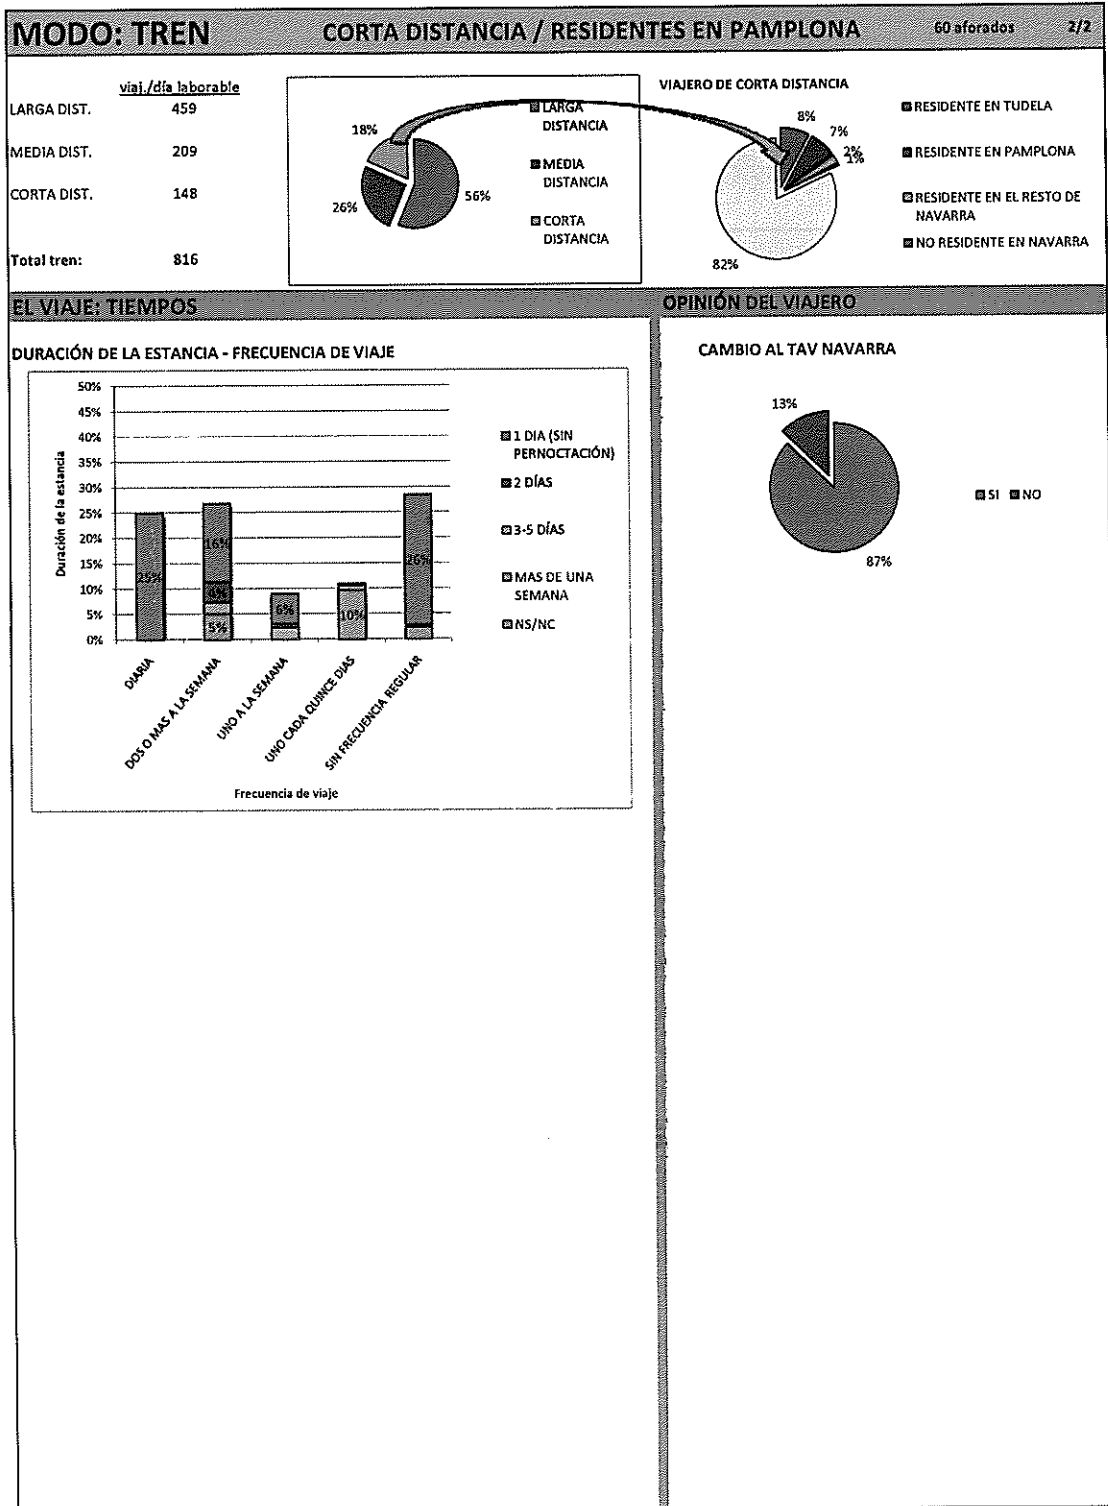 MODO: TREN CORTA DISTANCIA / RESIDENTES EN PAMPLONA 60 aforados 2/2
viaj./día laborable
LARGA DIST. 459
MEDIA DIST. 209
CORTA DIST. 148
Total tren: 816
18%
26%
56%
LARGA
DISTANCIA
MEDIA
DISTANCIA
CORTA
DISTANCIA
VIAJERO DE CORTA DISTANCIA
8%
7%
2%
1%
82%
RESIDENTE EN TUDELA
RESIDENTE EN PAMPLONA
RESIDENTE EN EL RESTO DE
NAVARRA
NO RESIDENTE EN NAVARRA
EL VIAJE: TIEMPOS
OPINIÓN DEL VIAJERO
DURACIÓN DE LA ESTANCIA - FRECUENCIA DE VIAJE
Duración de la estancia
50%
45%
40%
35%
30%
25%
20%
15%
10%
5%
0%
25%
16%
4%
5%
6%
10%
26%
DIARIA
DOS O MAS A LA SEMANA
UNO A LA SEMANA
UNO CADA QUINCE DIAS
SIN FRECUENCIA REGULAR
Frecuencia de viaje
1 DIA (SIN
PERNOCTACIÓN)
2 DÍAS
3-5 DÍAS
MAS DE UNA
SEMANA
NS/NC
CAMBIO AL TAV NAVARRA
13%
87%
SI NO